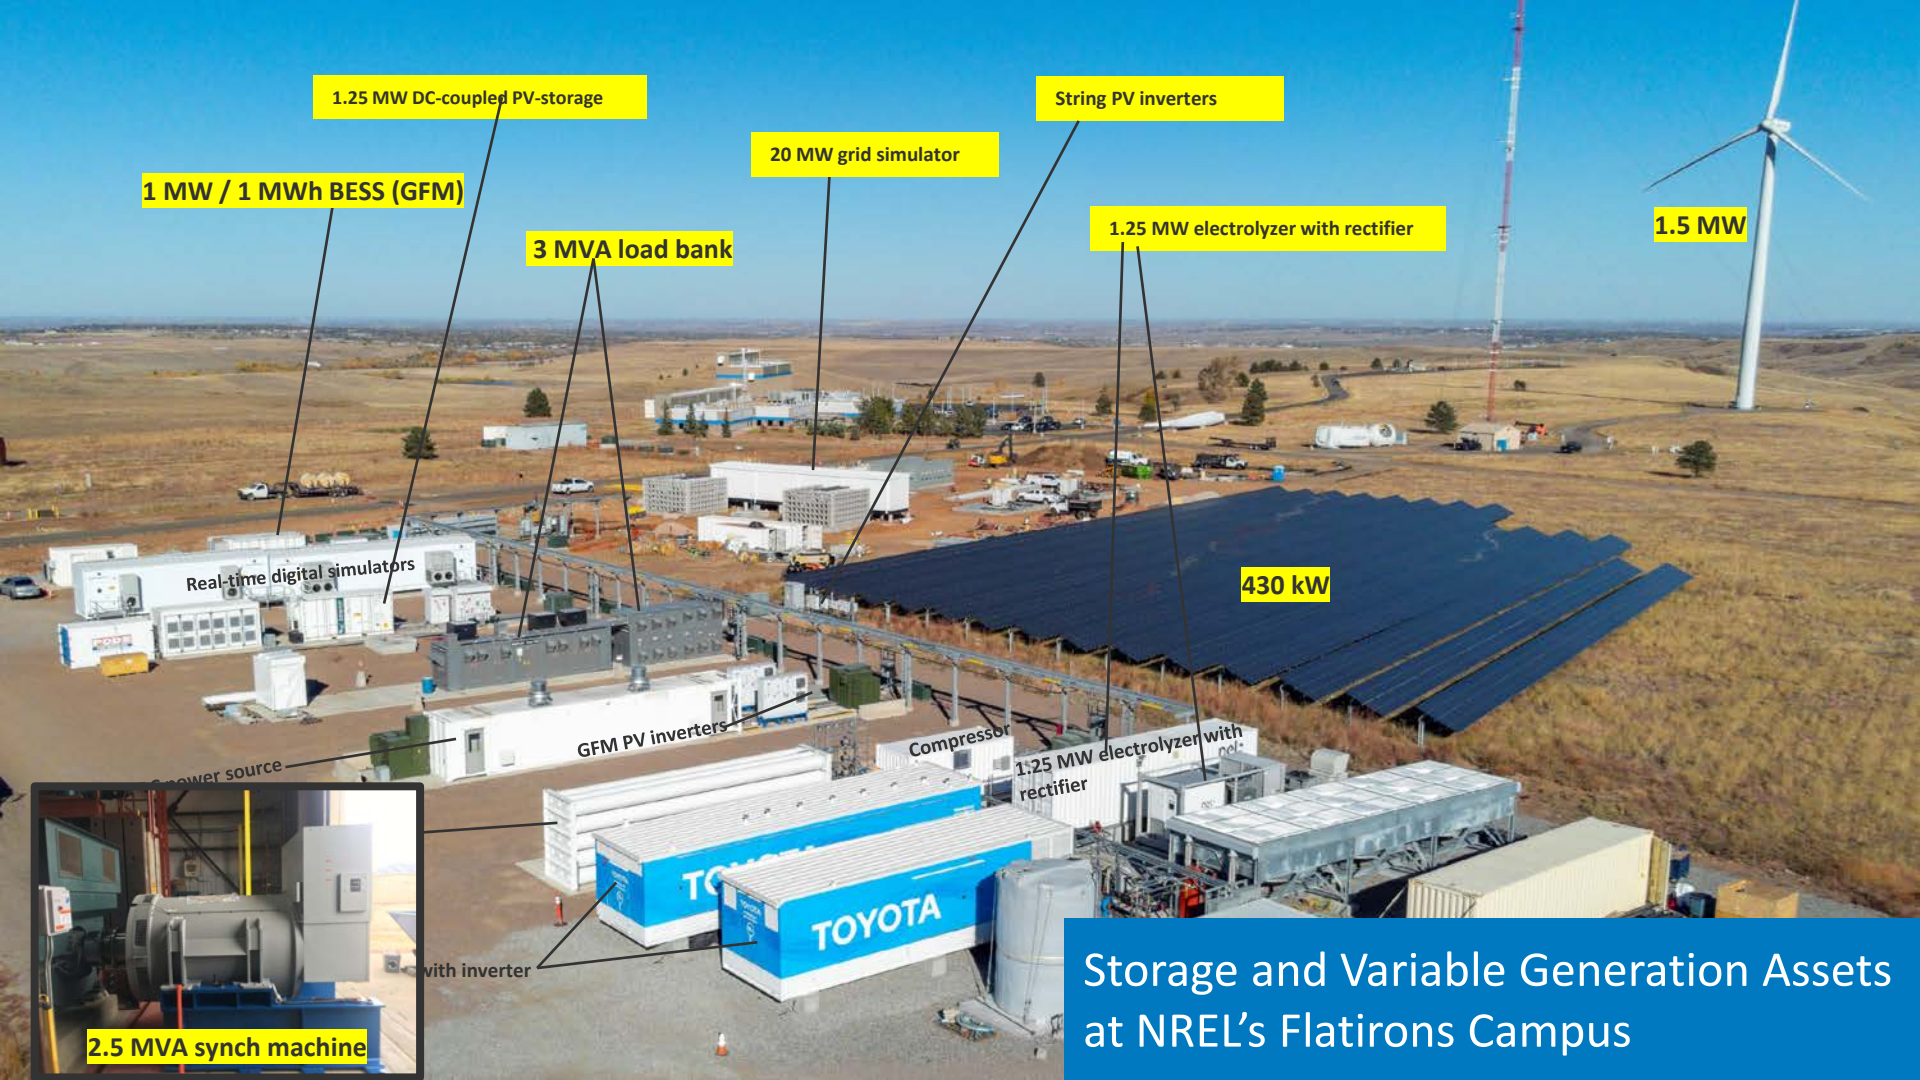 1.25 MW DC-coupled PV-storage
String PV inverters
20 MW grid simulator
1 MW / 1 MWh BESS (GFM)
1.25 MW electrolyzer with rectifier
1.5 MW
3 MVA load bank
Real-time digital simulators
430 kW
GFM PV inverters
Compressor
1.25 MW electrolyzer with
rectifier
nel
power source
TOYOTA
with inverter
2.5 MVA synch machine
Storage and Variable Generation Assets
at NREL's Flatirons Campus